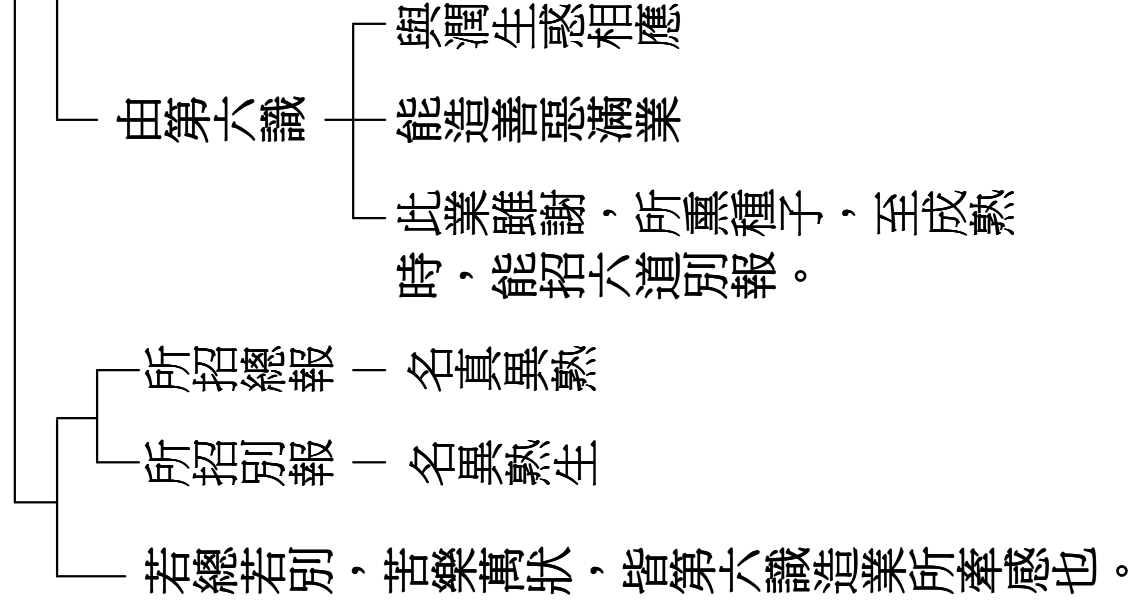 與潤生惑相應
由第六識
能造善惡滿業
此業雖謝，所熏種子，至成熟
時，能招六道別報。
所招總報 — 名真異熟
所招別報 — 名異熟生
若總若別，苦樂萬狀，皆第六識造業所牽感也。